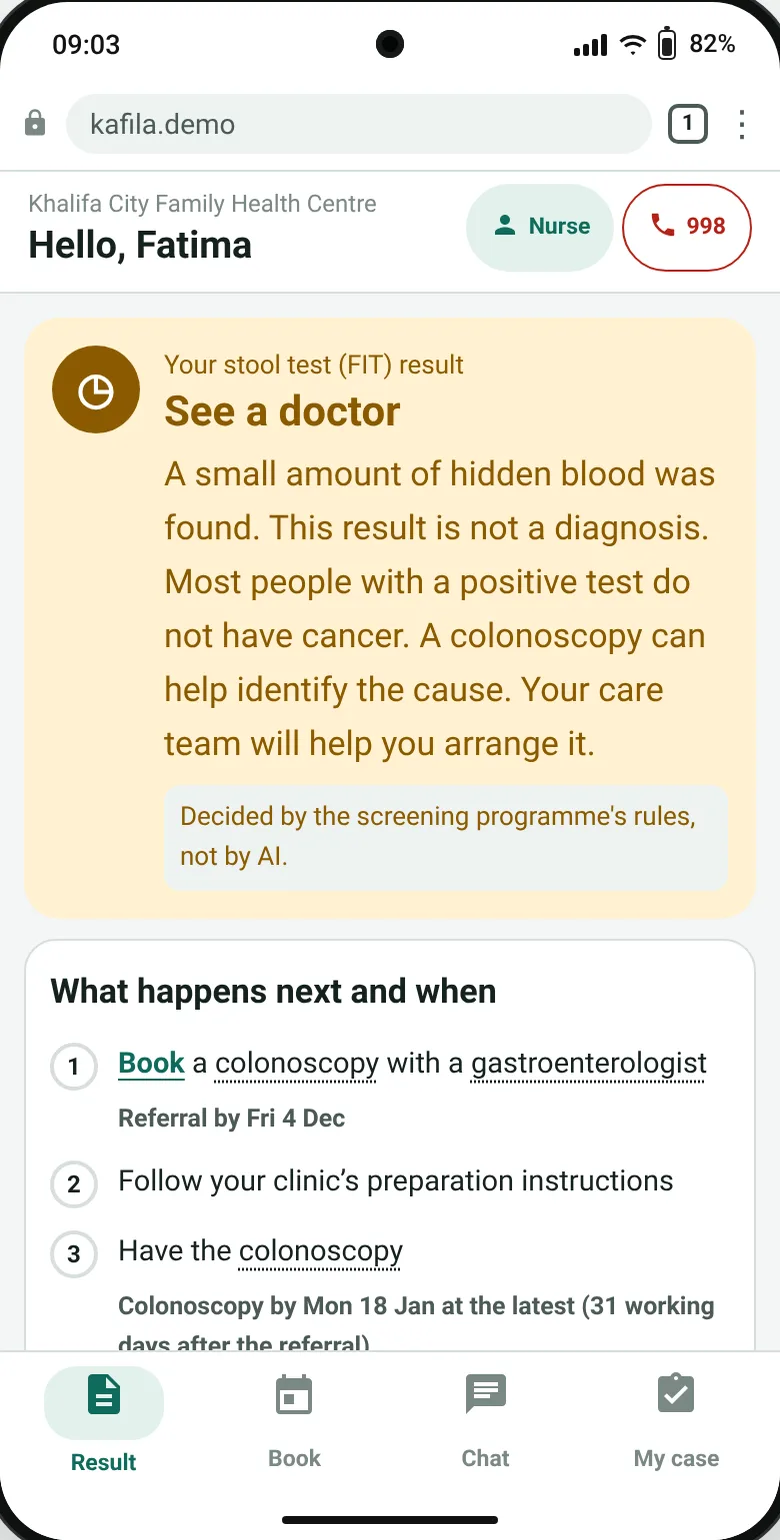 09:03
82%
kafila.demo
1
Khalifa City Family Health Centre
Hello, Fatima
Nurse
998
Your stool test (FIT) result
See a doctor
A small amount of hidden blood was
found. This result is not a diagnosis.
Most people with a positive test do
not have cancer. A colonoscopy can
help identify the cause. Your care
team will help you arrange it.
Decided by the screening programme's rules,
not by AI.
What happens next and when
1
Book a colonoscopy with a gastroenterologist
Referral by Fri 4 Dec
2
Follow your clinic’s preparation instructions
3
Have the colonoscopy
Colonoscopy by Mon 18 Jan at the latest (31 working
days after the referral)
Result
Book
Chat
My case